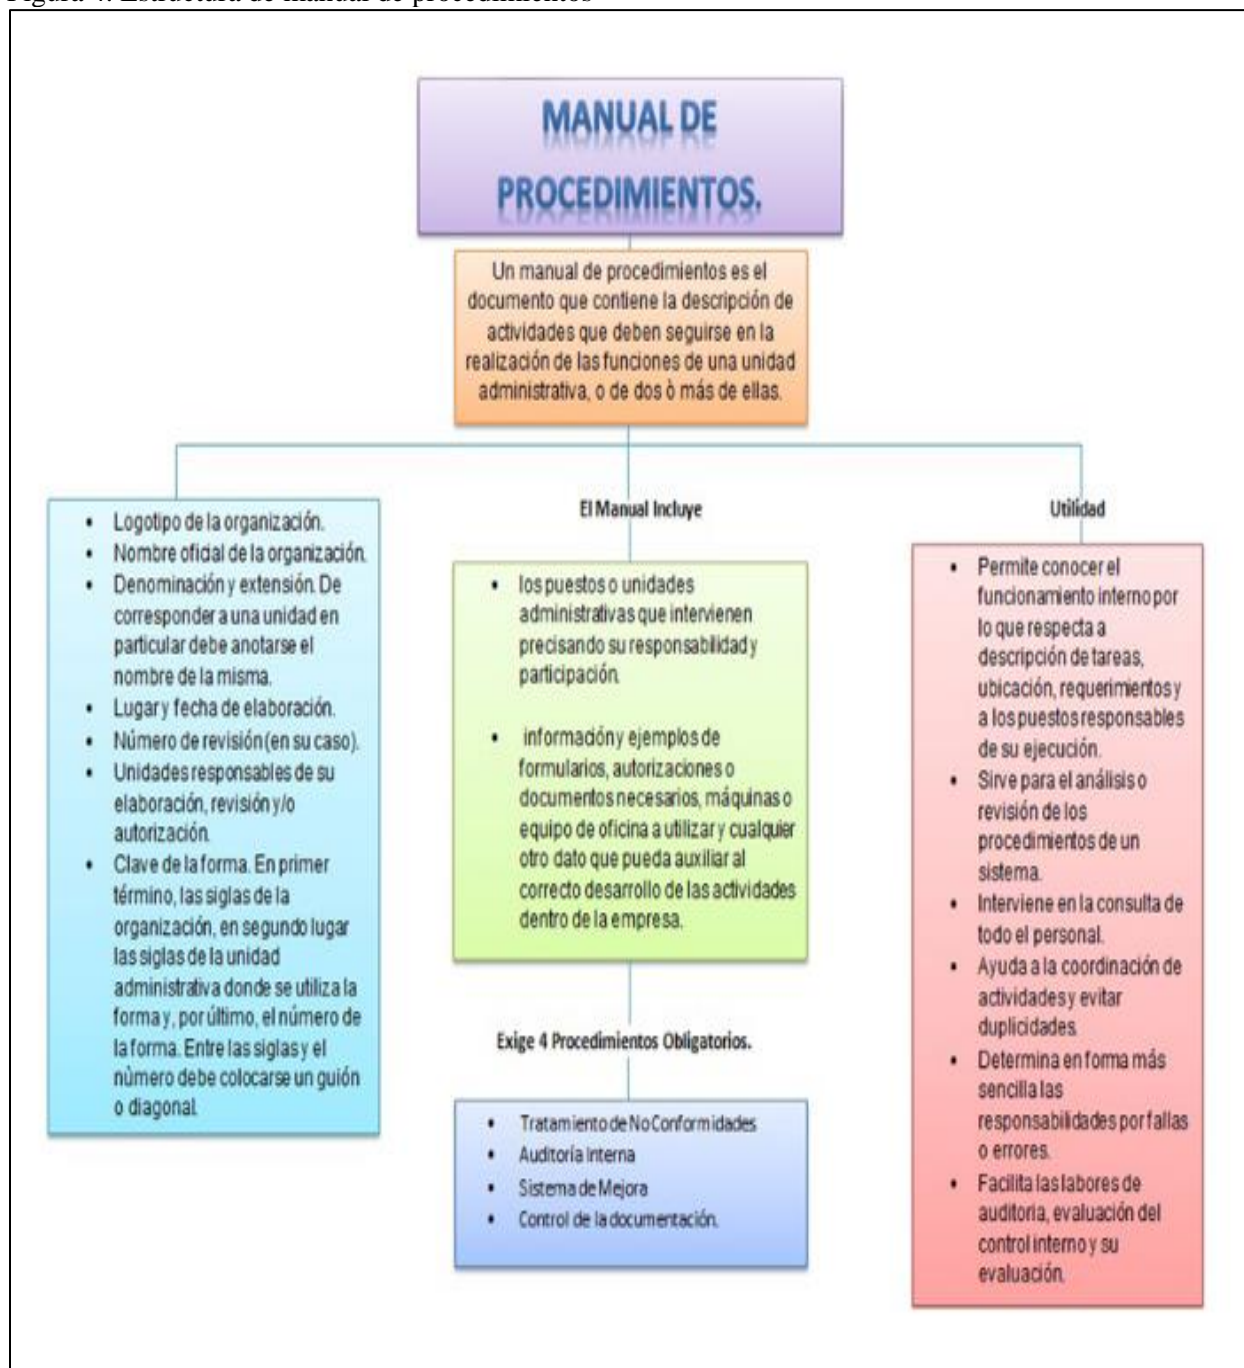 Figura 4. Estructura de manual de procedimientos
MANUAL DE
PROCEDIMIENTOS.
Un manual de procedimientos es el
documento que contiene la descripción de
actividades que deben seguirse en la
realización de las funciones de una unidad
administrativa, o de dos ò más de ellas.
• Logotipo de la organización.
• Nombre oficial de la organización.
• Denominación y extensión. De
corresponder a una unidad en
particular debe anotarse el
nombre de la misma.
• Lugar y fecha de elaboración.
• Número de revisión (en su caso).
• Unidades responsables de su
elaboración, revisión y/o
autorización.
• Clave de la forma. En primer
término, las siglas de la
organización, en segundo lugar
las siglas de la unidad
administrativa donde se utiliza la
forma y, por último, el número de
la forma. Entre las siglas y el
nùmero debe colocarse un guión
o diagonal.
El Manual Incluye
• los puestos o unidades
administrativas que intervienen
precisando su responsabilidad y
participación.
• información y ejemplos de
formularios, autorizaciones o
documentos necesarios, máquinas o
equipo de oficina a utilizar y cualquier
otro dato que pueda auxiliar al
correcto desarrollo de las actividades
dentro de la empresa.
Exige 4 Procedimientos Obligatorios.
• Tratamiento de No Conformidades
• Auditoría Interna
• Sistema de Mejora
• Control de la documentación.
Utilidad
• Permite conocer el
funcionamiento interno por
lo que respecta a
descripción de tareas,
ubicación, requerimientos y
a los puestos responsables
de su ejecución.
• Sirve para el análisis o
revisión de los
procedimientos de un
sistema.
• Interviene en la consulta de
todo el personal.
• Ayuda a la coordinación de
actividades y evitar
duplicidades.
• Determina en forma más
sencilla las
responsabilidades por fallas
o errores.
• Facilita las labores de
auditoria, evaluación del
control interno y su
evaluación.